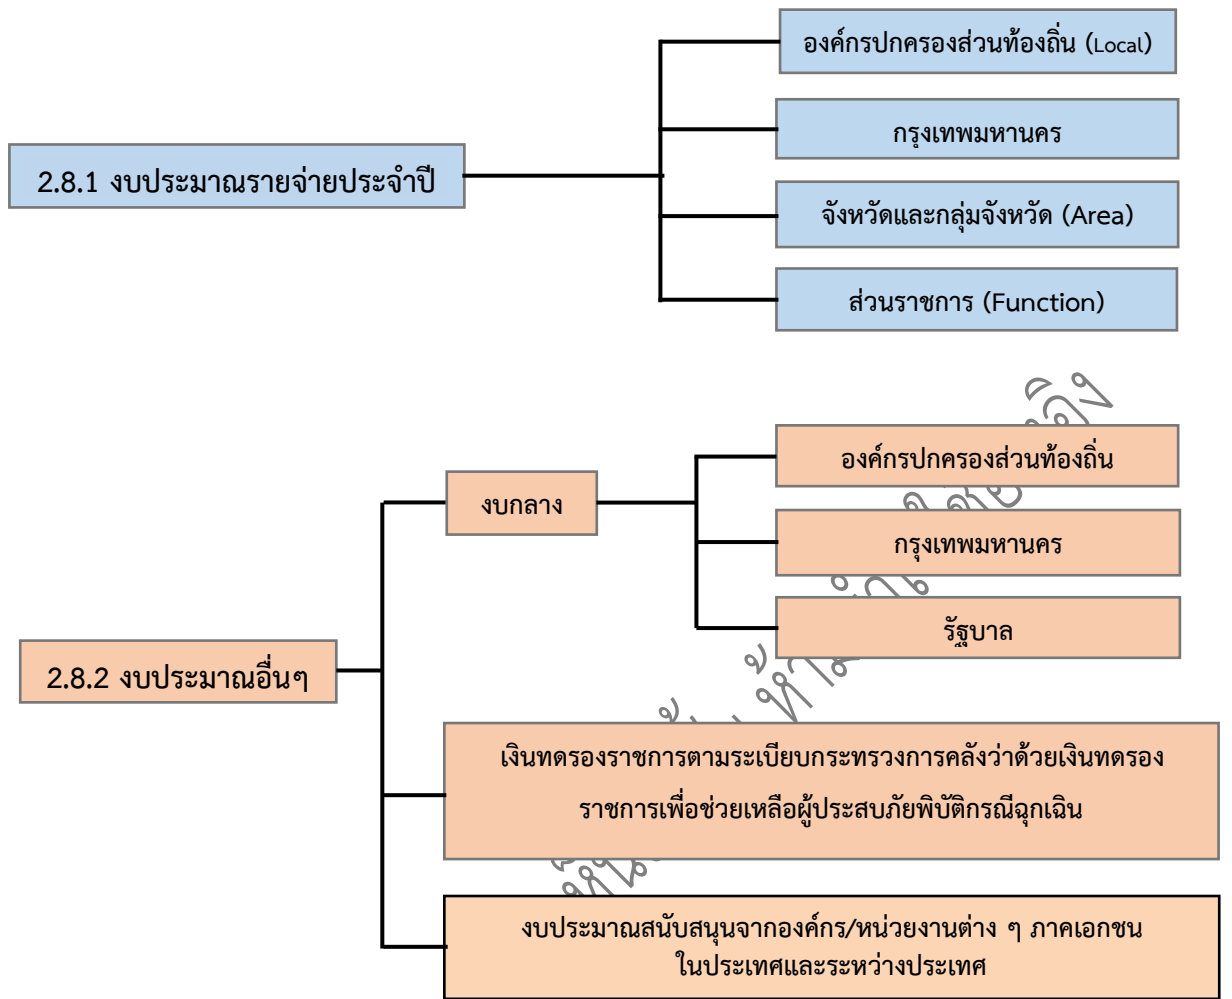 องค์กรปกครองส่วนท้องถิ่น (Local)
กรุงเทพมหานคร
2.8.1 งบประมาณรายจ่ายประจำปี
จังหวัดและกลุ่มจังหวัด (Area)
ส่วนราชการ (Function)
องค์กรปกครองส่วนท้องถิ่น
งบกลาง
กรุงเทพมหานคร
รัฐบาล
2.8.2 งบประมาณอื่นๆ
เงินทดรองราชการตามระเบียบกระทรวงการคลังว่าด้วยเงินทดรอง
ราชการเพื่อช่วยเหลือผู้ประสบภัยพิบัติกรณีฉุกเฉิน
งบประมาณสนับสนุนจากองค์กร/หน่วยงานต่าง ๆ ภาคเอกชน
ในประเทศและระหว่างประเทศ